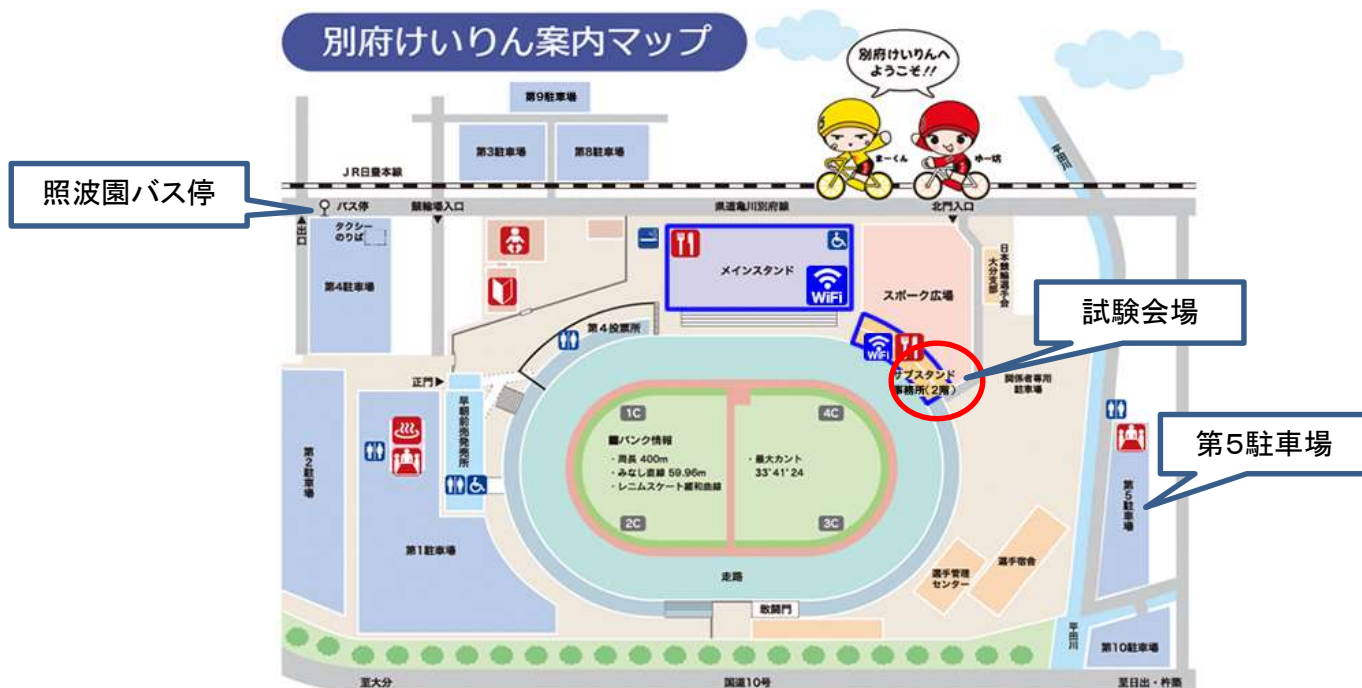 別府けいりん案内マップ
別府けいりんへ
ようこそ!!
まーくん
ゆー坊
第9駐車場
第3駐車場
第8駐車場
平田川
JR日豊本線
照波園バス停
バス停
競輪場入口
県道亀川別府線
北門入口
▲出口
タクシー
のりば
第4駐車場
メインスタンド
WiFi
スポーク広場
日本競輪選手会
大分支部
試験会場
第4投票所
WiFi
サブスタンド
事務所(2階)
関係者専用
駐車場
正門▶
早朝前売発売所
第2駐車場
第1駐車場
1C
4C
■バンク情報
・周長 400m
・みなし直線 59.96m
・レニムスケート緩和曲線
・最大カント
33°41'24
2C
3C
第5駐車場
第5駐車場
走路
選手管理
センター
選手宿舎
敢闘門
平田川
第10駐車場
至大分
国道10号
至日出・杵築